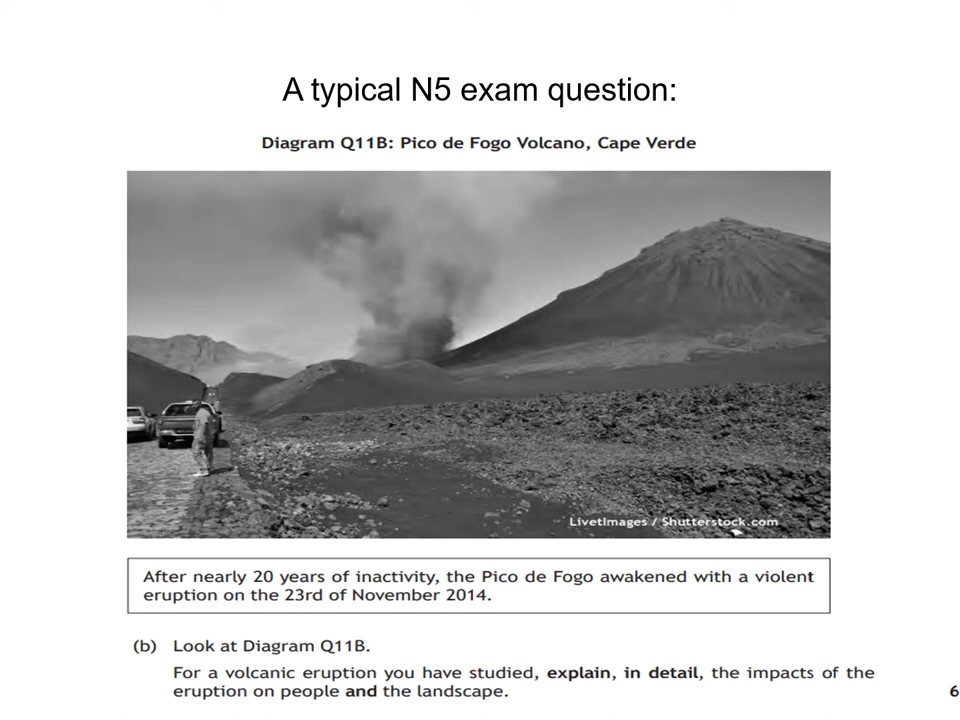 A typical N5 exam question:
Diagram Q11B: Pico de Fogo Volcano, Cape Verde
LivetImages / Shutterstock.com
After nearly 20 years of inactivity, the Pico de Fogo awakened with a violent
eruption on the 23rd of November 2014.
(b) Look at Diagram Q11B.
For a volcanic eruption you have studied, explain, in detail, the impacts of the
eruption on people and the landscape.
6